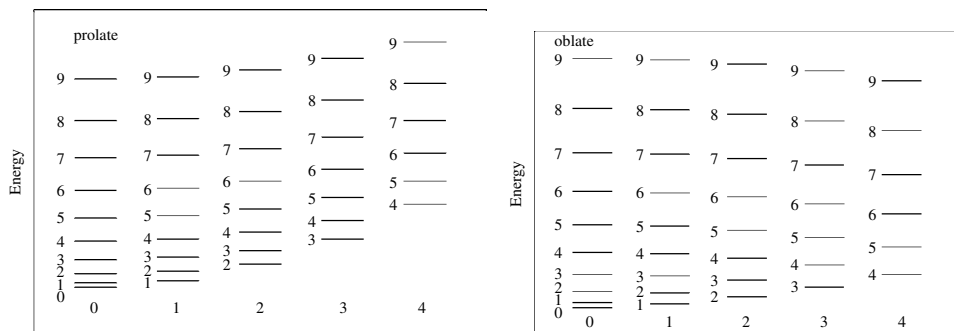 prolate
9 9 9 9 9
8 8 8 8 8
7 7 7 7 7
6 6 6 6 6
5 5 5 5 5
4 4 4 4 4
3 3 3 3
2 2 2
1 1
0
0 1 2 3 4
Energy
oblate
9 9 9 9 9
8 8 8 8 8
7 7 7 7 7
6 6 6 6 6
5 5 5 5 5
4 4 4 4 4
3 3 3 3
2 2 2
1 1
0
0 1 2 3 4
Energy